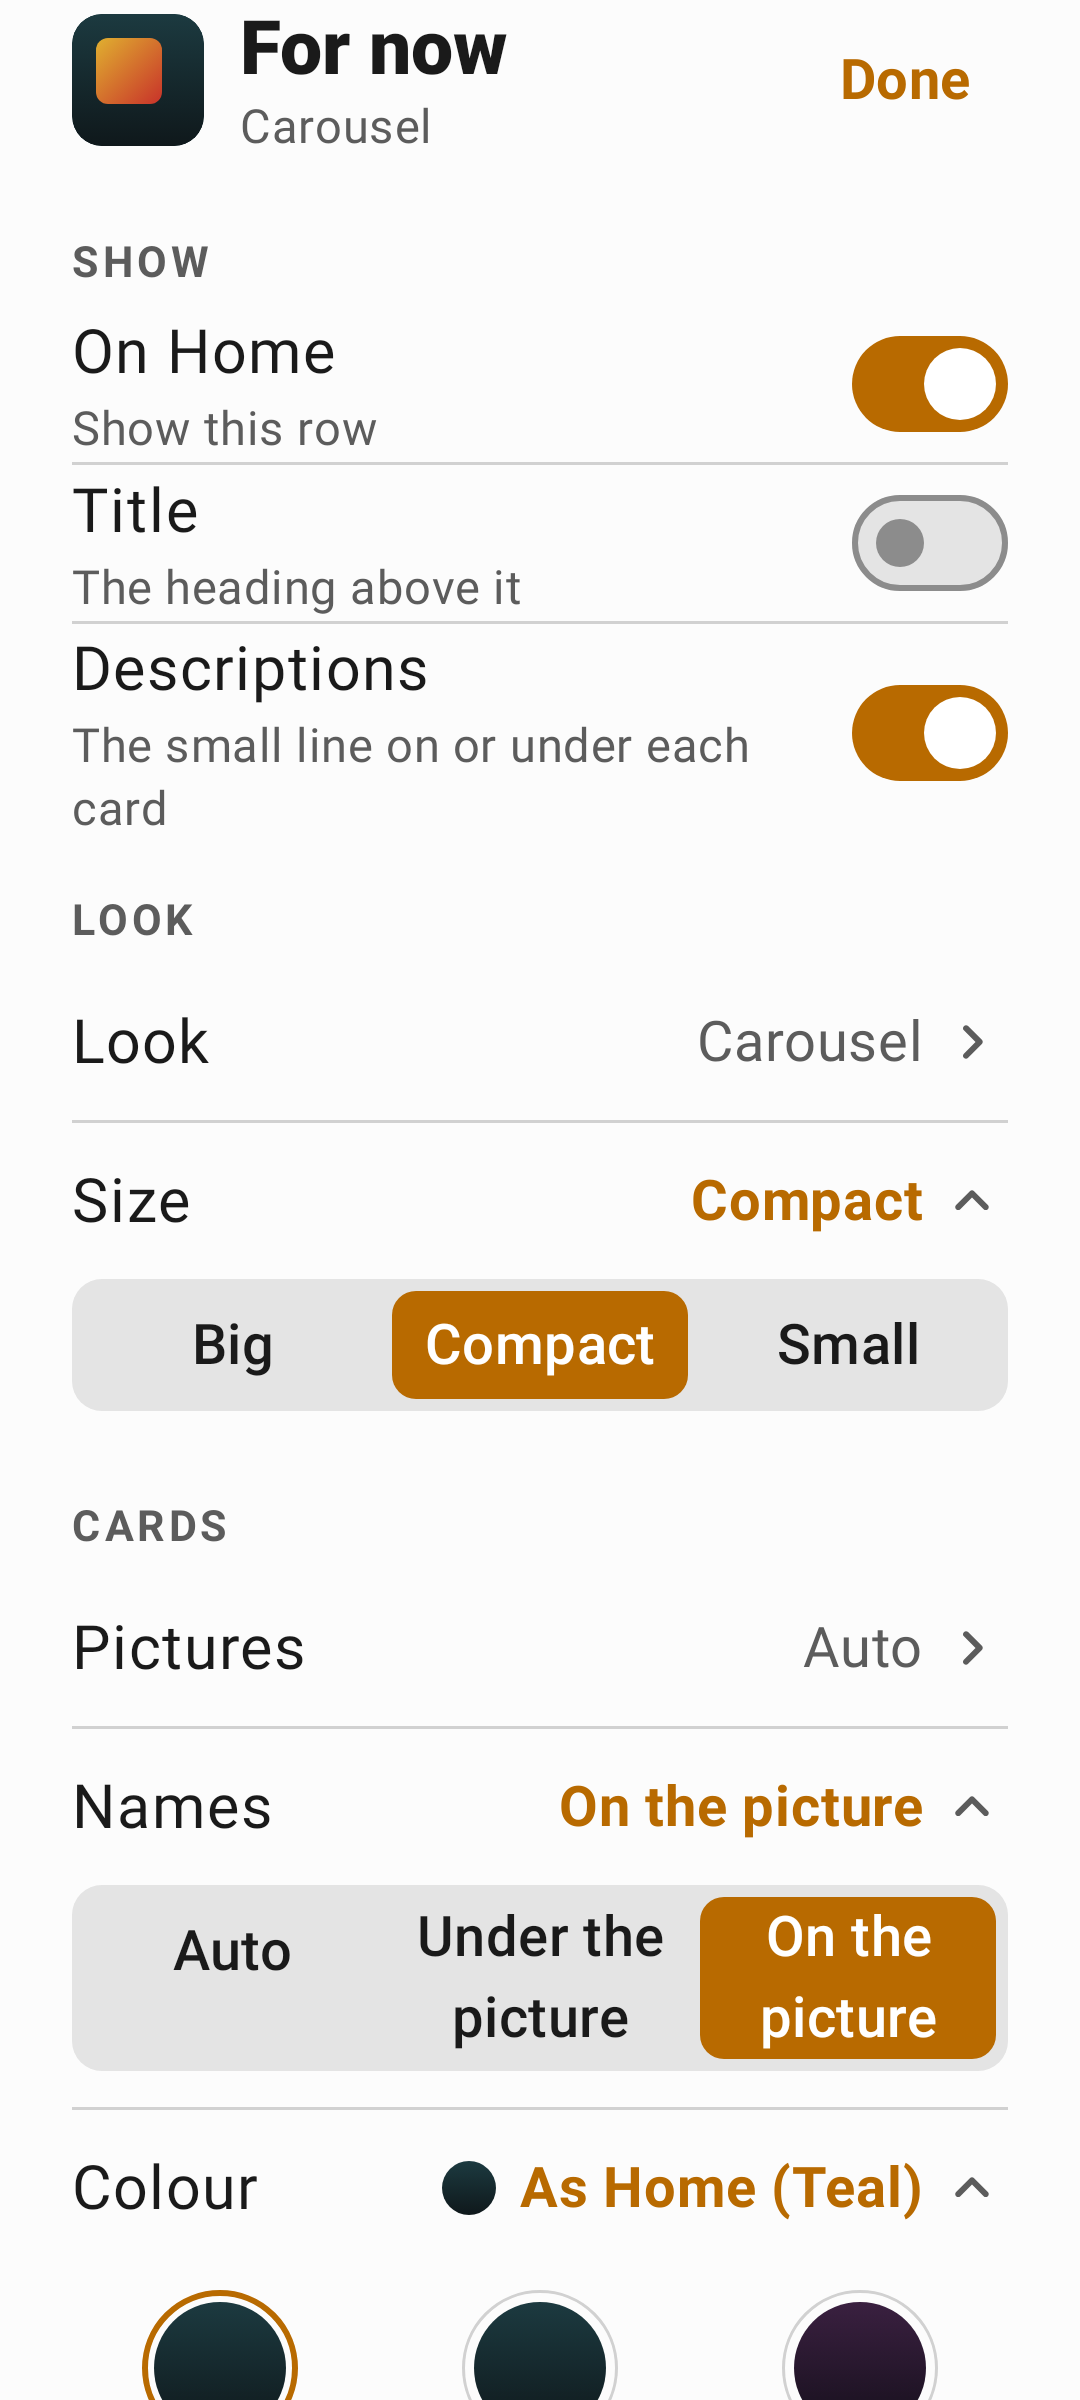 For now
Carousel
Done
SHOW
On Home
Show this row
Title
The heading above it
Descriptions
The small line on or under each
card
LOOK
Look
Carousel
Size
Compact
Big
Compact
Small
CARDS
Pictures
Auto
Names
On the picture
Auto
Under the
picture
On the
picture
Colour
As Home (Teal)